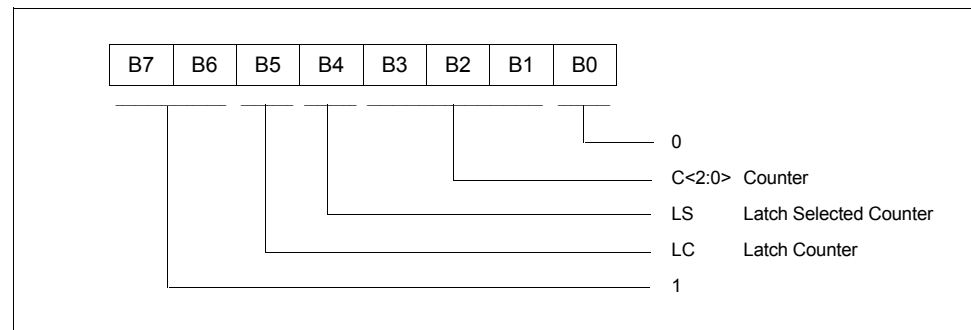 B7 B6 B5 B4 B3 B2 B1 B0
0
C<2:0> Counter
LS Latch Selected Counter
LC Latch Counter
1